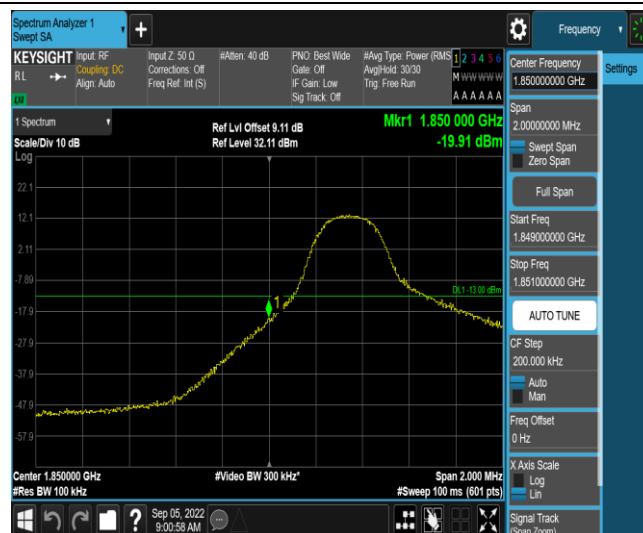 Spectrum Analyzer 1
Swept SA
+
Frequency
KEYSIGHT
R L
Input: RF
Coupling: DC
Align: Auto
Input Z: 50 Ω
Corrections: Off
Freq Ref: Int (S)
#Atten: 40 dB
PNO: Best Wide
Gate: Off
IF Gain: Low
Sig Track: Off
#Avg Type: Power (RMS
Avg|Hold: 30/30
Trig: Free Run
1 2 3 4 5 6
M W W W W W
A A A A A A
1 Spectrum
Scale/Div 10 dB
Log
Ref Lvl Offset 9.11 dB
Ref Level 32.11 dBm
Mkr1 1.850 000 GHz
-19.91 dBm
22.1
12.1
2.11
-7.89
-17.9
-27.9
-37.9
-47.9
-57.9
DL1 -13.00 dBm
1
Center 1.85000 GHz
#Res BW 100 kHz
#Video BW 300 kHz*
Span 2.000 MHz
#Sweep 100 ms (601 pts)
Sep 05, 2022
9:00:58 AM
?
Center Frequency
1.850000000 GHz
Settings
Span
2.00000000 MHz
Swept Span
Zero Span
Full Span
Start Freq
1.849000000 GHz
Stop Freq
1.851000000 GHz
AUTO TUNE
CF Step
200.000 kHz
Auto
Man
Freq Offset
0 Hz
X Axis Scale
Log
Lin
Signal Track
(Span Zoom)